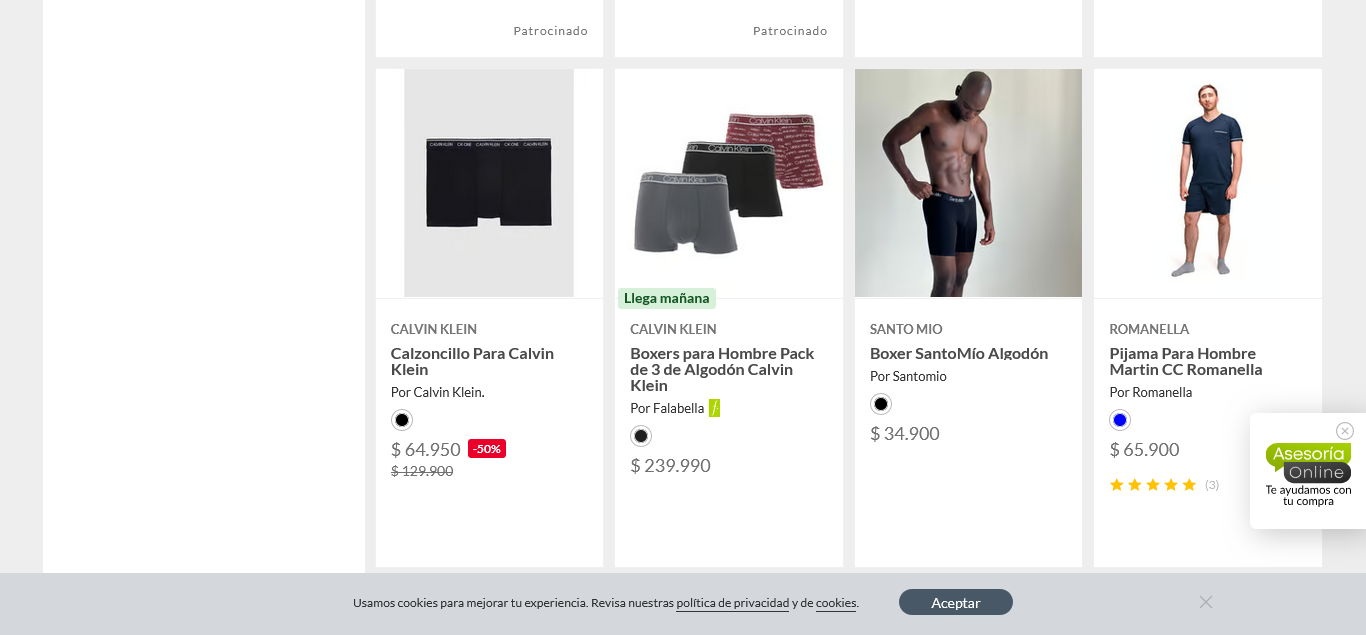 Patrocinado
Patrocinado
CALVIN KLEIN
Calzoncillo Para Calvin
Klein
Por Calvin Klein.
$ 64.950 -50%
$ 129.900
Llega mañana
CALVIN KLEIN
Boxers para Hombre Pack
de 3 de Algodón Calvin
Klein
Por Falabella
$ 239.990
SANTO MIO
Boxer SantoMío Algodón
Por Santomio
$ 34.900
ROMANELLA
Pijama Para Hombre
Martin CC Romanella
Por Romanella
$ 65.900
(3)
Asesoría
Online
Te ayudamos con
tu compra
Usamos cookies para mejorar tu experiencia. Revisa nuestras política de privacidad y de cookies.
Aceptar